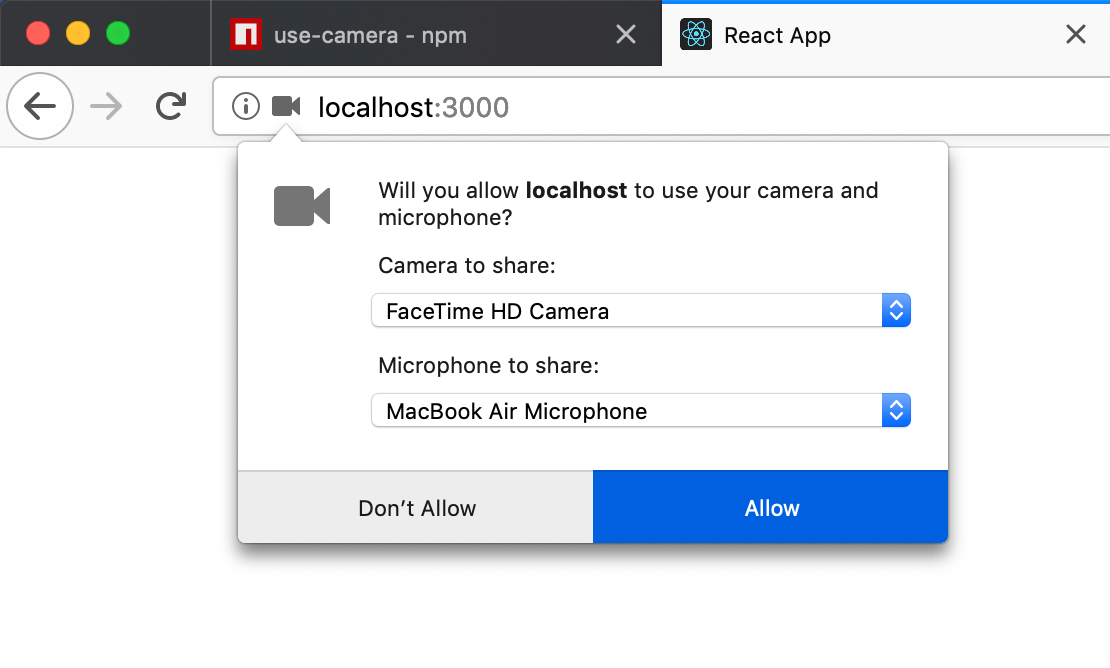 use-camera - npm
React App
localhost:3000
Will you allow localhost to use your camera and
microphone?
Camera to share:
FaceTime HD Camera
Microphone to share:
MacBook Air Microphone
Don’t Allow
Allow